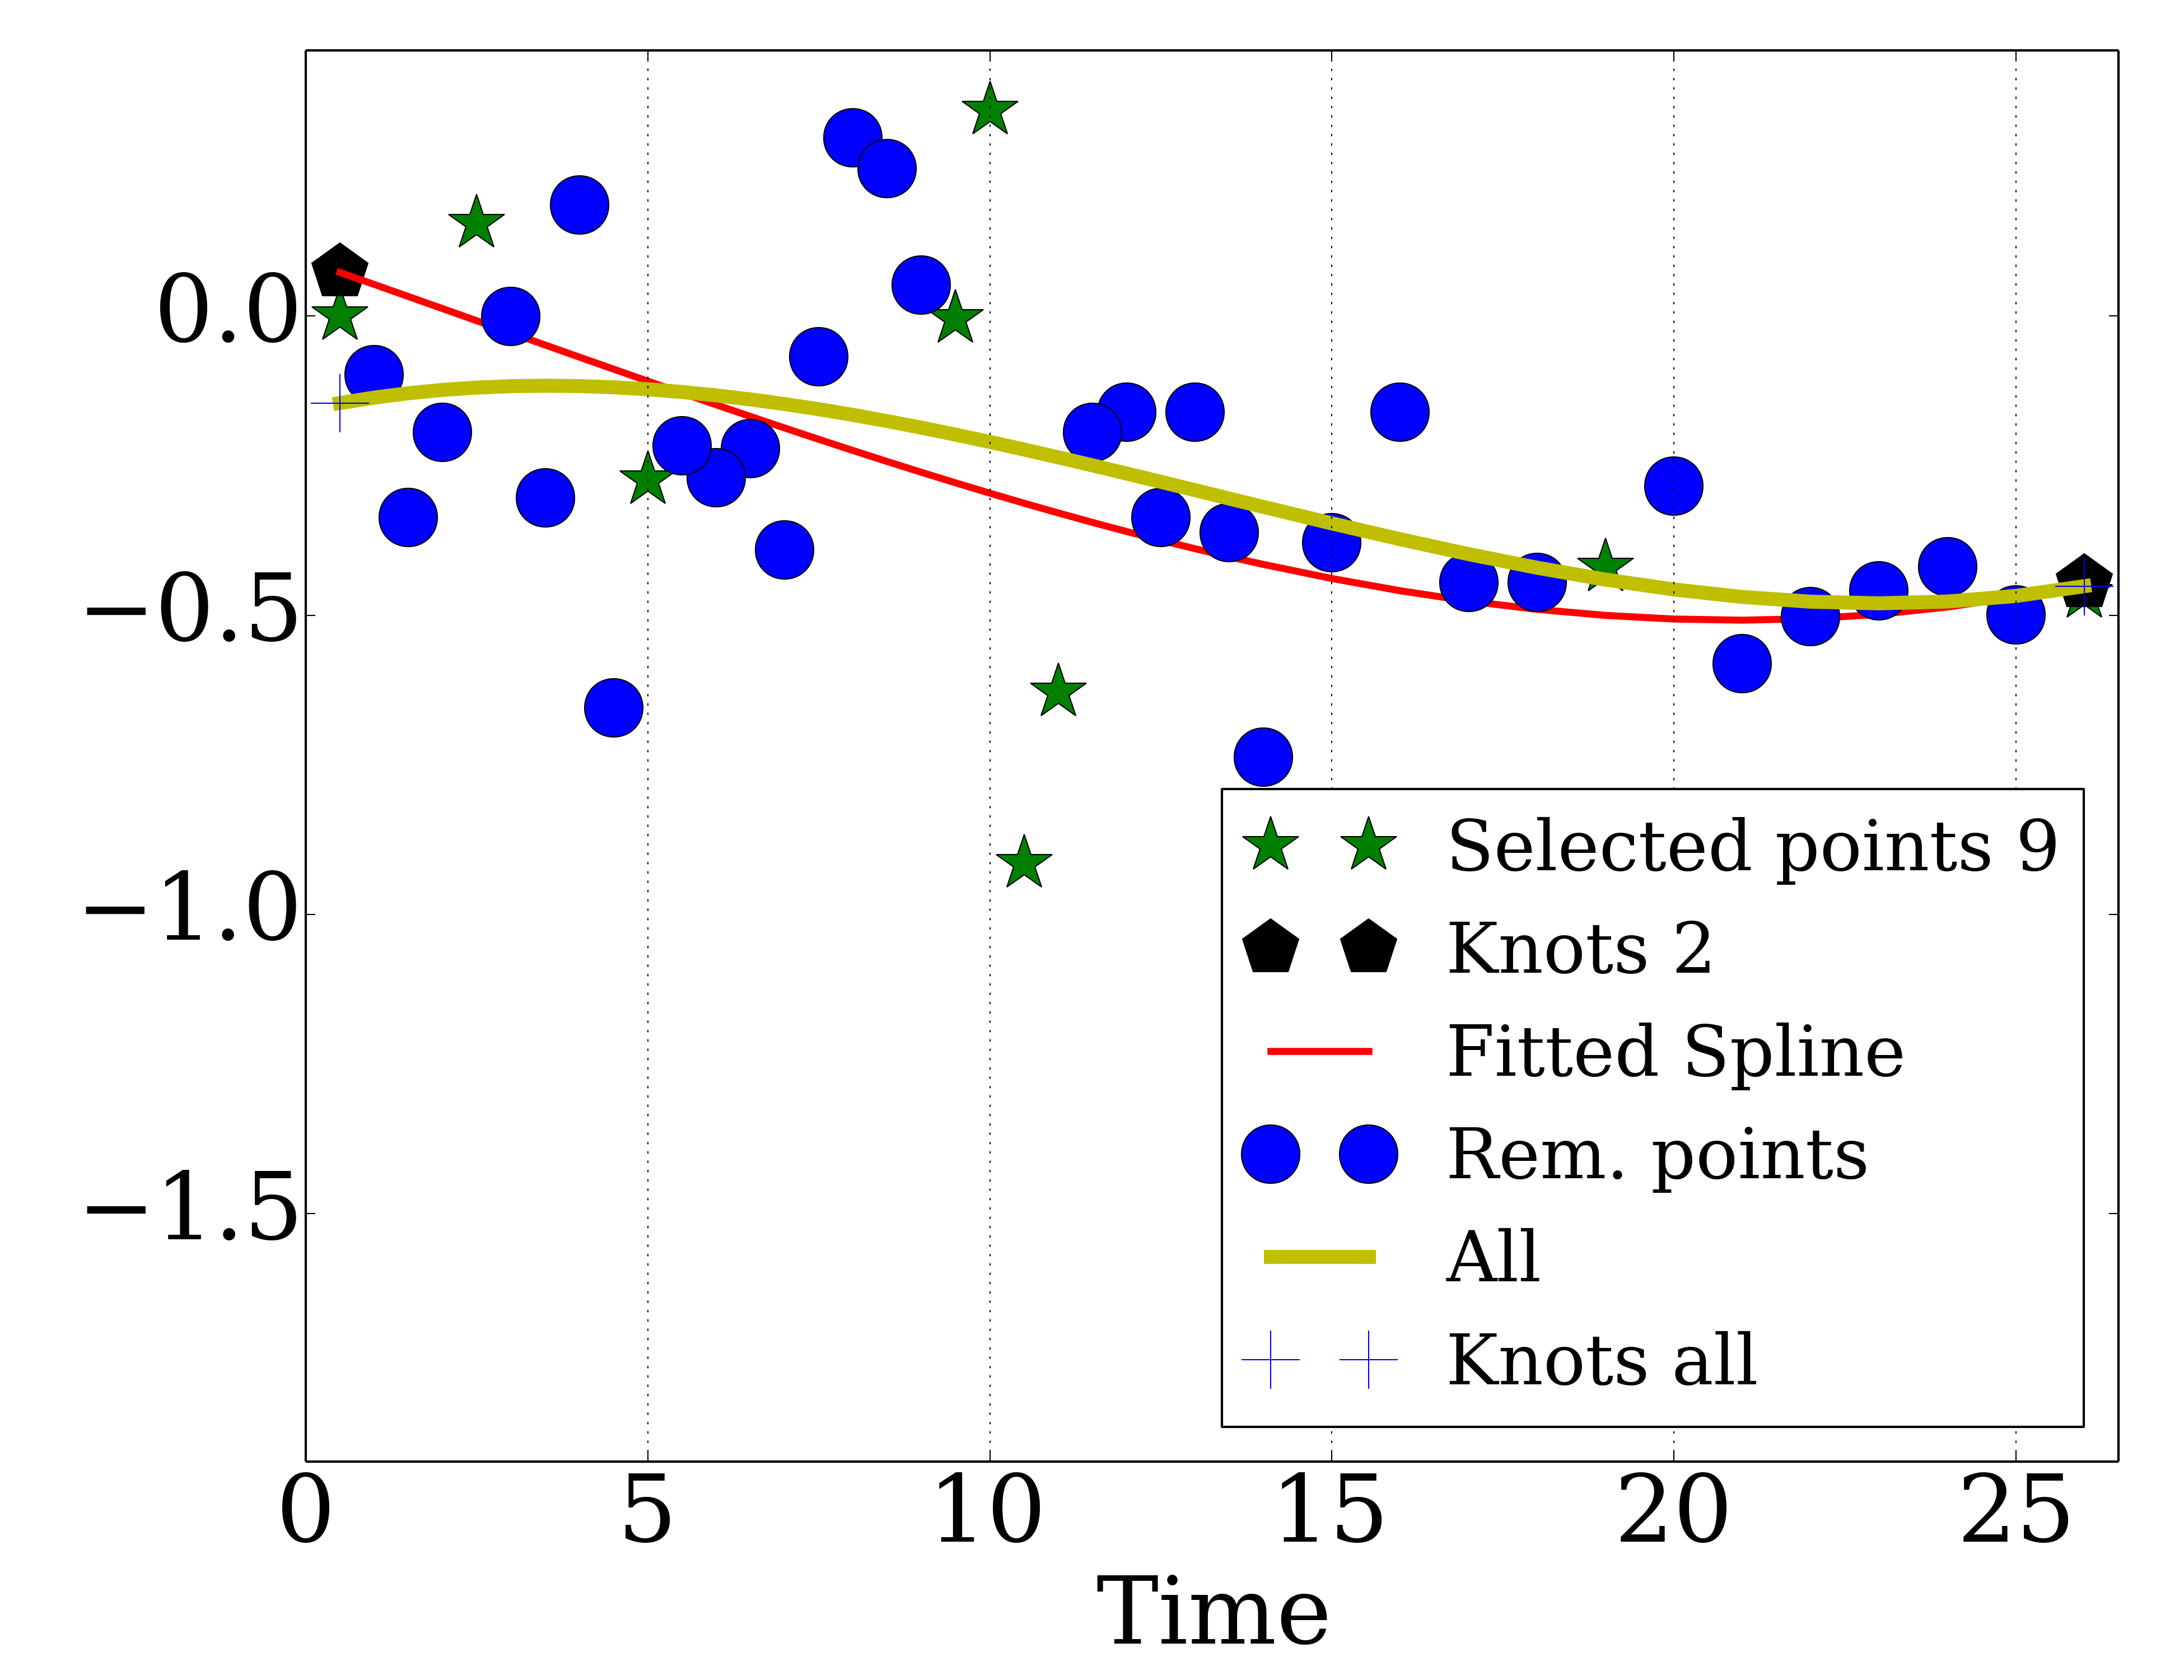 0.0
−0.5
−1.0
−1.5
Selected points 9
Knots 2
Fitted Spline
Rem. points
All
Knots all
0 5 10 15 20 25
Time